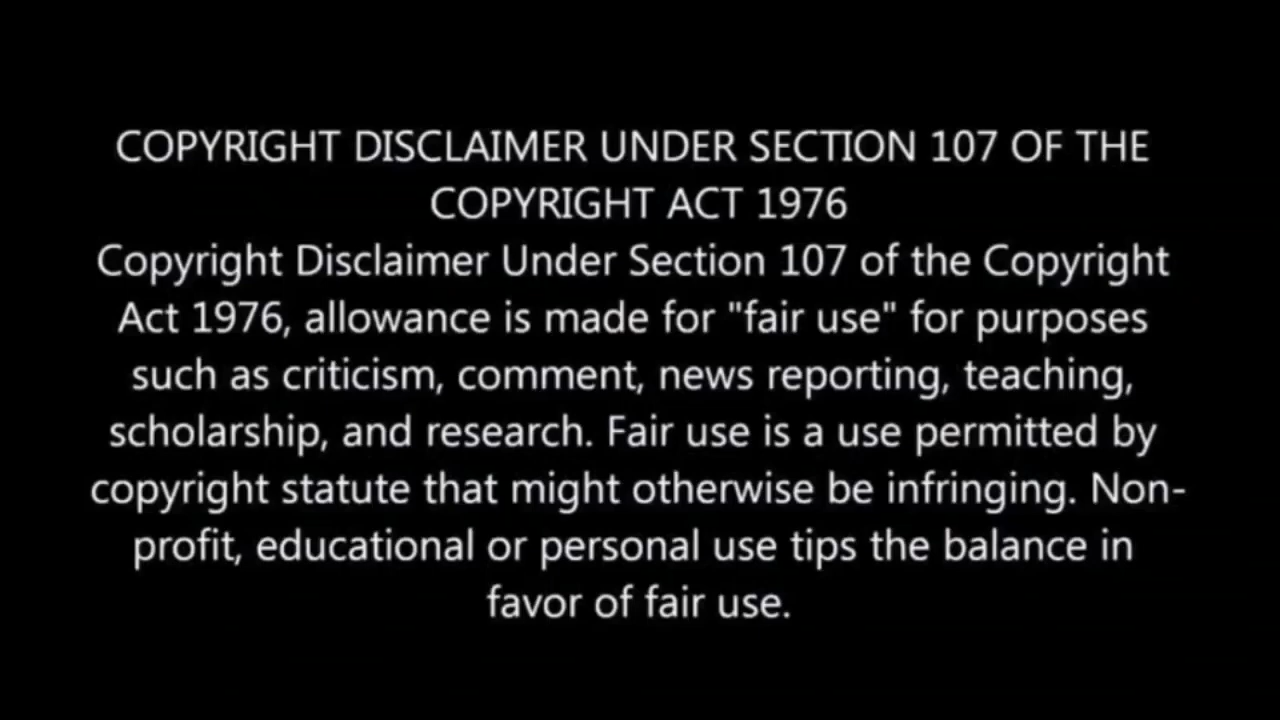 COPYRIGHT DISCLAIMER UNDER SECTION 107 OF THE
COPYRIGHT ACT 1976
Copyright Disclaimer Under Section 107 of the Copyright
Act 1976, allowance is made for "fair use" for purposes
such as criticism, comment, news reporting, teaching,
scholarship, and research. Fair use is a use permitted by
copyright statute that might otherwise be infringing. Non-
profit, educational or personal use tips the balance in
favor of fair use.